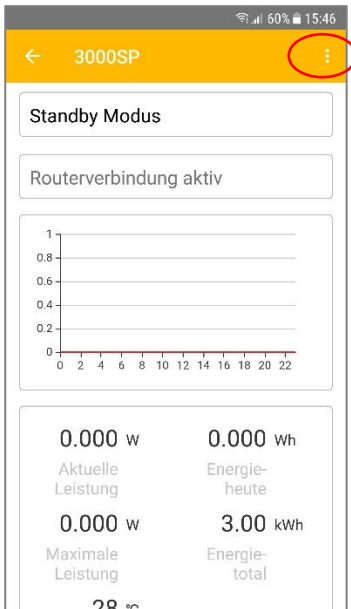 60% 15:46
3000SP
Standby Modus
Routerverbindung aktiv
1
0.8
0.6
0.4
0.2
0
0 2 4 6 8 10 12 14 16 18 20 22
0.000 W 0.000 Wh
Aktuelle Energie-
Leistung heute
0.000 W 3.00 kWh
Maximale Energie-
Leistung total
28 °C